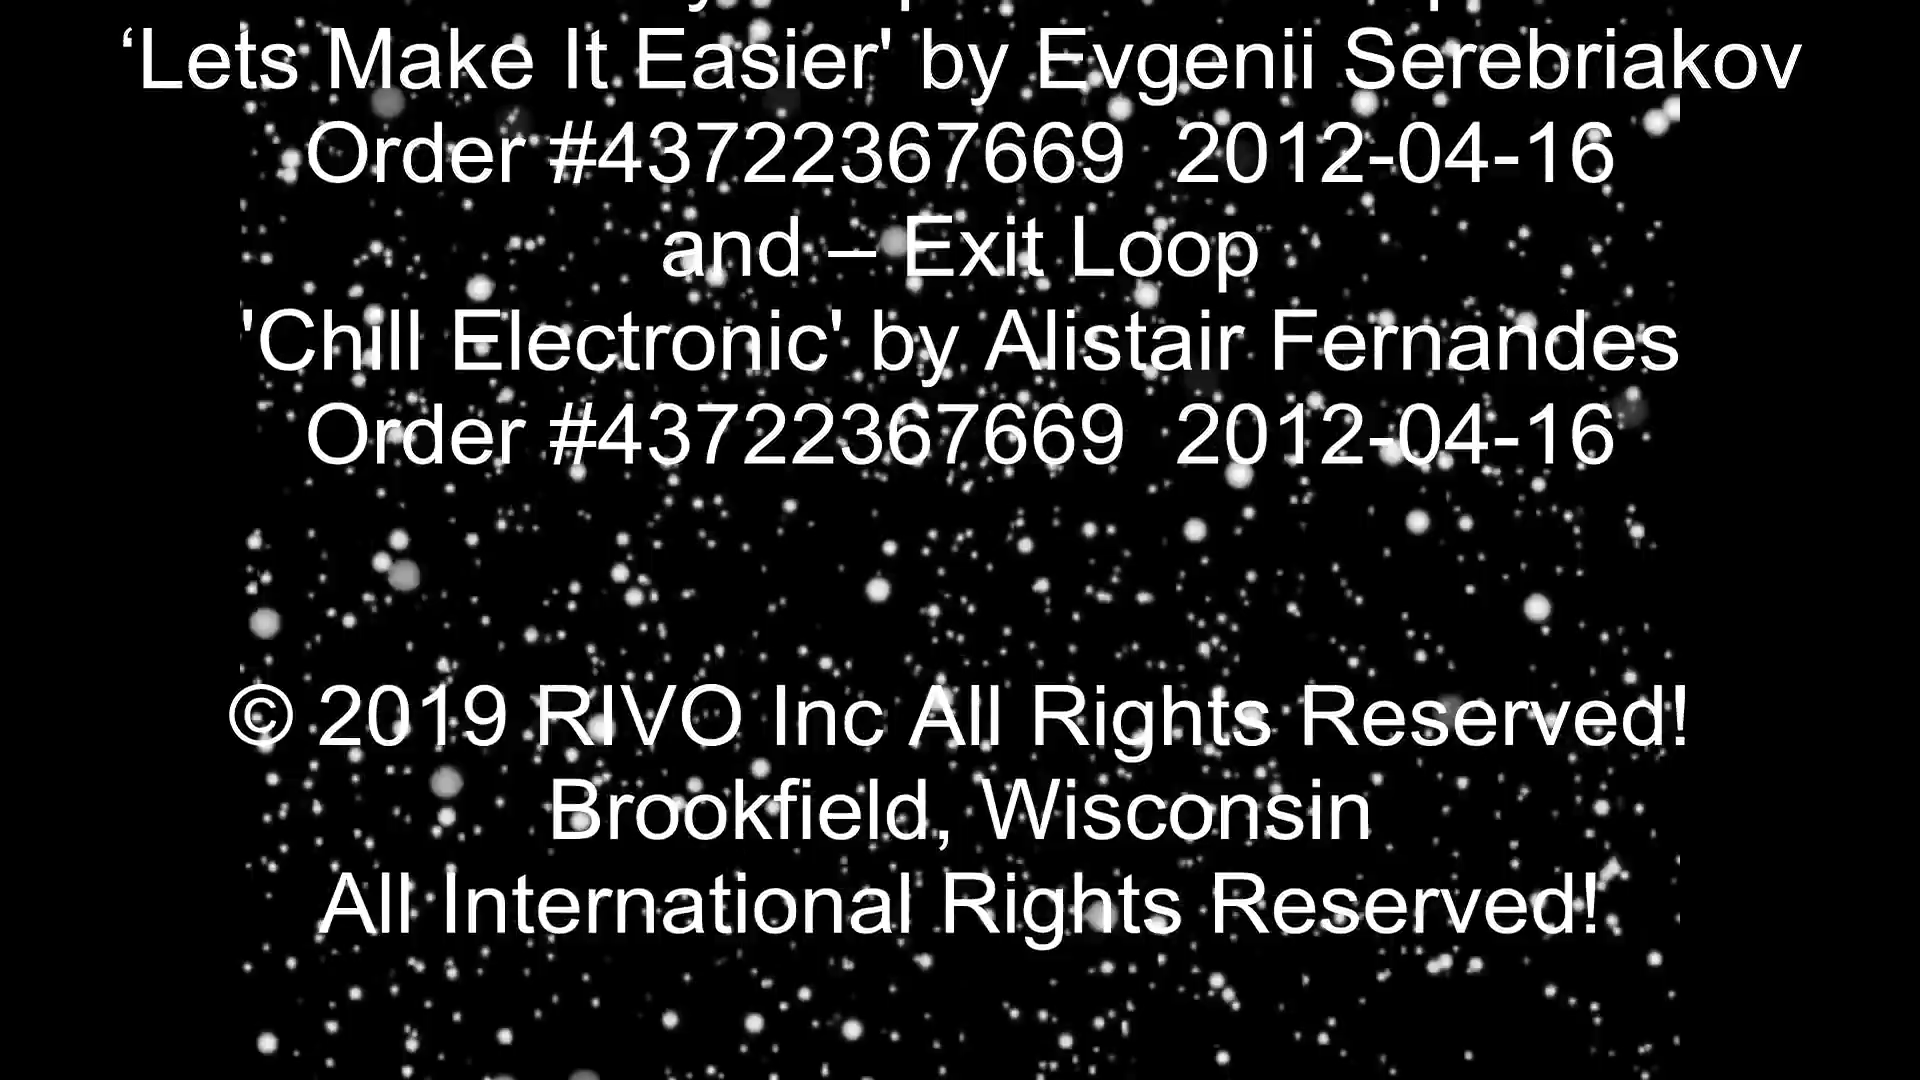 ‘Lets Make It Easier' by Evgenii Serebriakov
Order #43722367669  2012-04-16
and – Exit Loop
'Chill Electronic' by Alistair Fernandes
Order #43722367669  2012-04-16
© 2019 RIVO Inc All Rights Reserved!
Brookfield, Wisconsin
All International Rights Reserved!